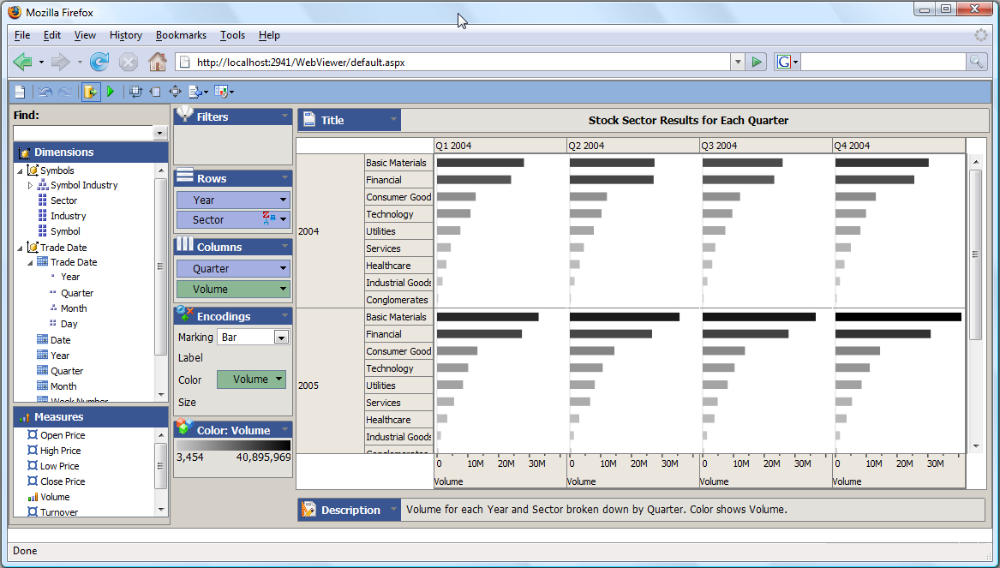 Mozilla Firefox
File Edit View History Bookmarks Tools Help
http://localhost:2941/WebViewer/default.aspx
G
Find:
Dimensions
Symbols
Symbol Industry
Sector
Industry
Symbol
Trade Date
Trade Date
Year
Quarter
Month
Day
Date
Year
Quarter
Month
Week Number
Measures
Open Price
High Price
Low Price
Close Price
Volume
Turnover
Filters
Rows
Year
Sector
Columns
Quarter
Volume
Encodings
Marking Bar
Label
Color Volume
Size
Color: Volume
3,454 40,895,969
Title Stock Sector Results for Each Quarter
Q1 2004 Q2 2004 Q3 2004 Q4 2004
2004
Basic Materials
Financial
Consumer Good
Technology
Utilities
Services
Healthcare
Industrial Goods
Conglomerates
2005
Basic Materials
Financial
Consumer Good
Technology
Utilities
Services
Healthcare
Industrial Goods
Conglomerates
0 10M 20M 30M 0 10M 20M 30M 0 10M 20M 30M 0 10M 20M 30M
Volume Volume Volume Volume
Description Volume for each Year and Sector broken down by Quarter. Color shows Volume.
Done